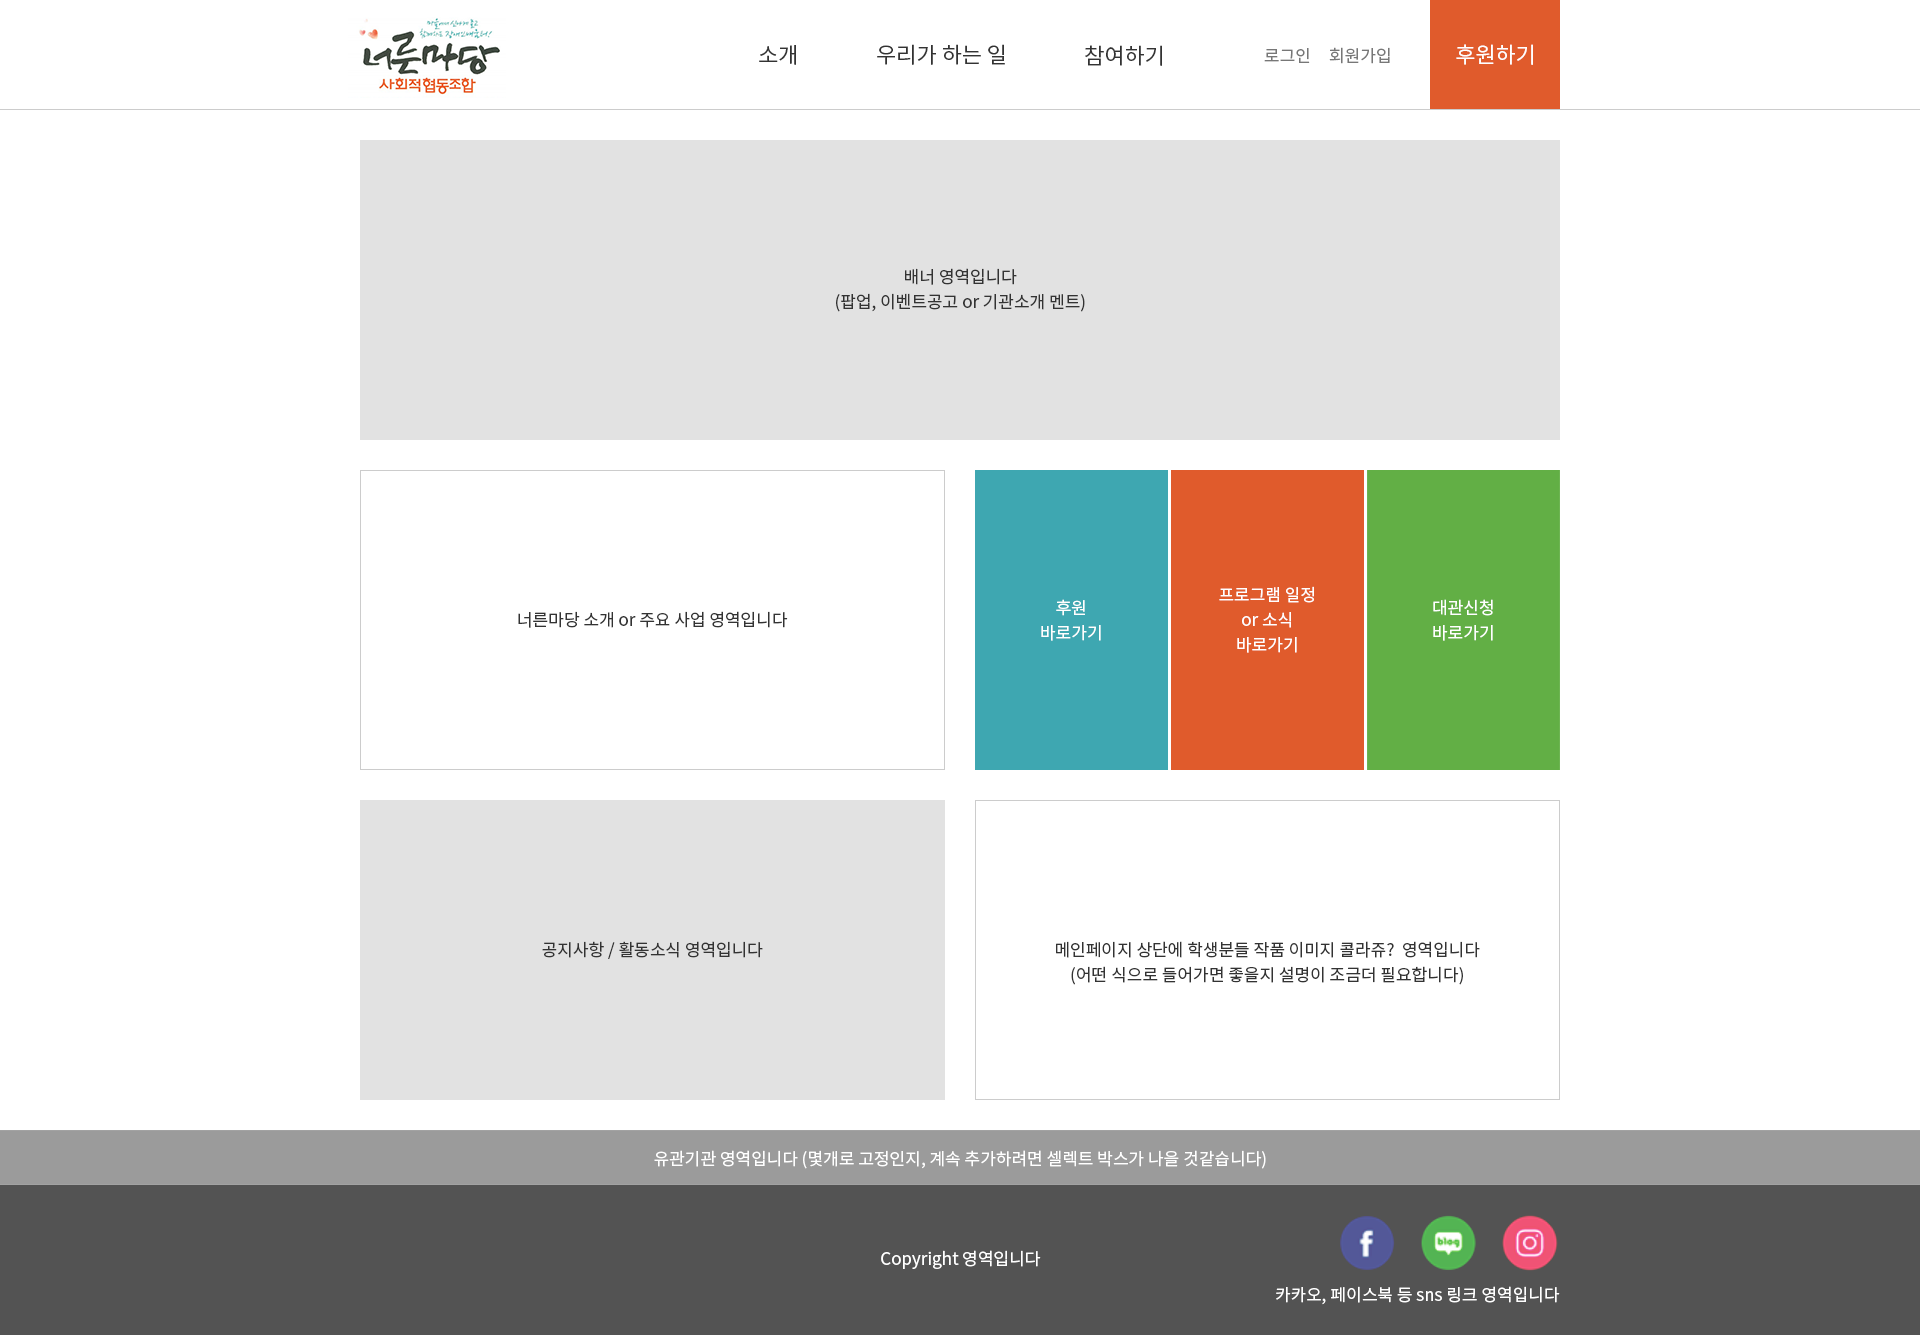 너른마당
사회적협동조합
소개
우리가 하는 일
참여하기
로그인
회원가입
후원하기
배너 영역입니다
(팝업, 이벤트공고 or 기관소개 멘트)
너른마당 소개 or 주요 사업 영역입니다
후원
바로가기
프로그램 일정
or 소식
바로가기
대관신청
바로가기
공지사항 / 활동소식 영역입니다
메인페이지 상단에 학생분들 작품 이미지 콜라쥬? 영역입니다
(어떤 식으로 들어가면 좋을지 설명이 조금더 필요합니다)
유관기관 영역입니다 (몇개로 고정인지, 계속 추가하려면 셀렉트 박스가 나을 것같습니다)
Copyright 영역입니다
f
blog
카카오, 페이스북 등 sns 링크 영역입니다